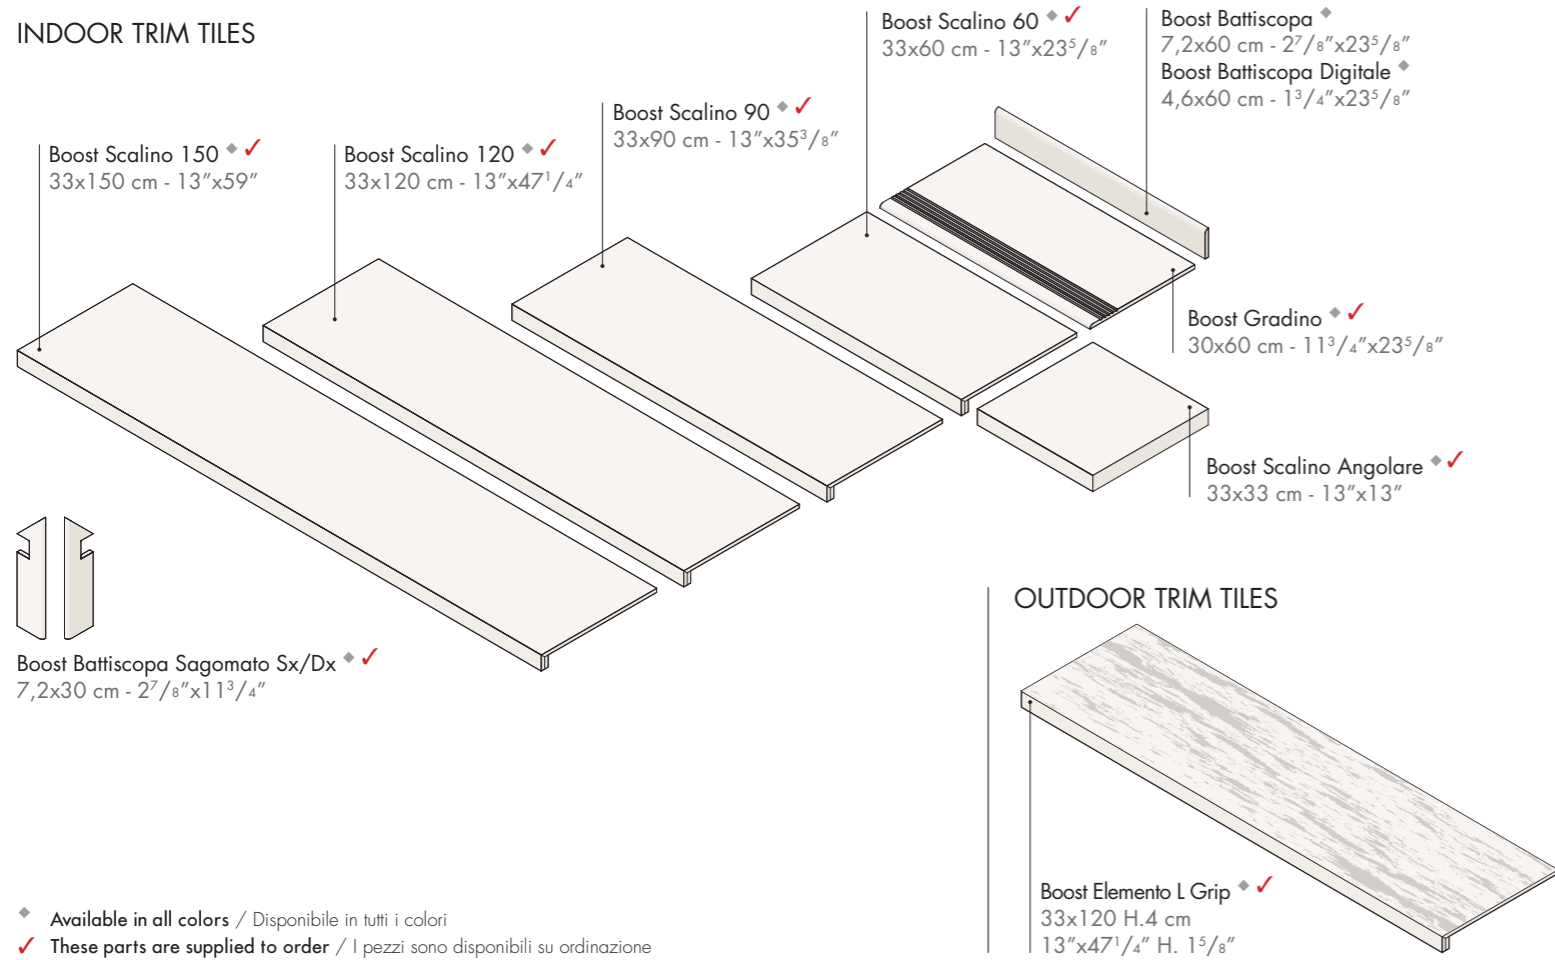 INDOOR TRIM TILES
Boost Scalino 150 ◆ ✓
33x150 cm - 13”x59”
Boost Scalino 120 ◆ ✓
33x120 cm - 13”x47¹/₄”
Boost Scalino 90 ◆ ✓
33x90 cm - 13”x35³/₈”
Boost Scalino 60 ◆ ✓
33x60 cm - 13”x23⁵/₈”
Boost Battiscopa ◆
7,2x60 cm - 2⁷/₈”x23⁵/₈”
Boost Battiscopa Digitale ◆
4,6x60 cm - 1³/₄”x23⁵/₈”
Boost Gradino ◆ ✓
30x60 cm - 11³/₄”x23⁵/₈”
Boost Scalino Angolare ◆ ✓
33x33 cm - 13”x13”
Boost Battiscopa Sagomato Sx/Dx ◆ ✓
7,2x30 cm - 2⁷/₈”x11³/₄”
OUTDOOR TRIM TILES
Boost Elemento L Grip ◆ ✓
33x120 H.4 cm
13”x47¹/₄” H. 1⁵/₈”
◆ Available in all colors / Disponibile in tutti i colori
✓ These parts are supplied to order / I pezzi sono disponibili su ordinazione